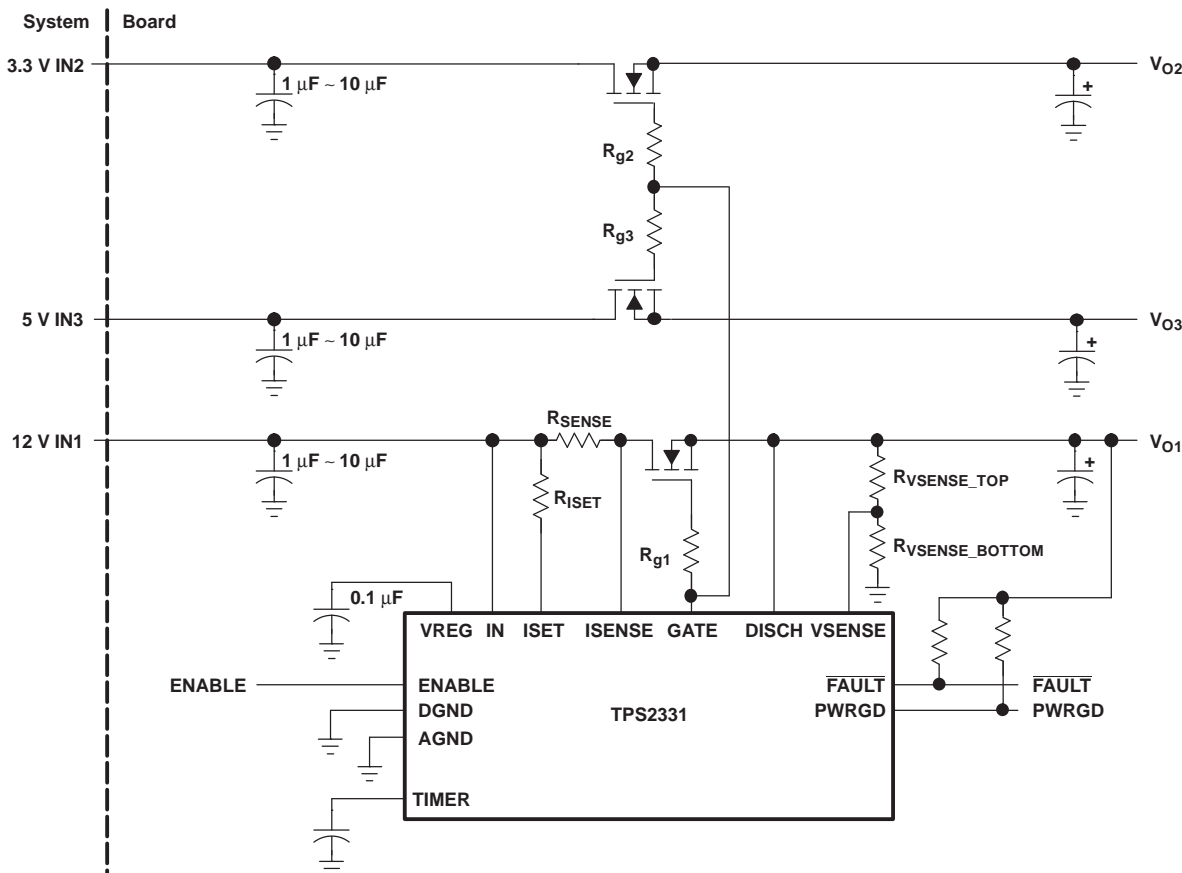 System Board
3.3 V IN2
1 μF ~ 10 μF
VO2
+
Rg2
Rg3
5 V IN3
1 μF ~ 10 μF
VO3
+
RSENSE
12 V IN1
1 μF ~ 10 μF
VO1
+
RISET
RVSENSE_TOP
RVSENSE_BOTTOM
Rg1
0.1 μF
VREG IN ISET ISENSE GATE DISCH VSENSE
ENABLE ENABLE FAULT FAULT
DGND TPS2331 PWRGD PWRGD
AGND
TIMER